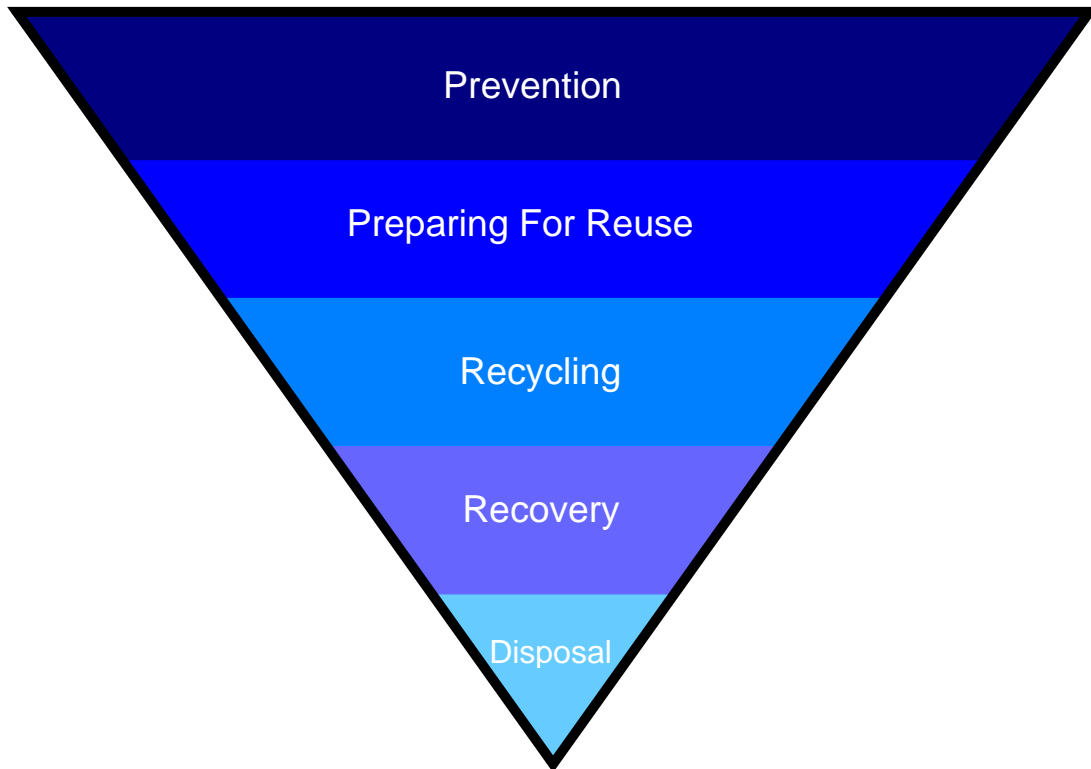 Prevention
Preparing For Reuse
Recycling
Recovery
Disposal